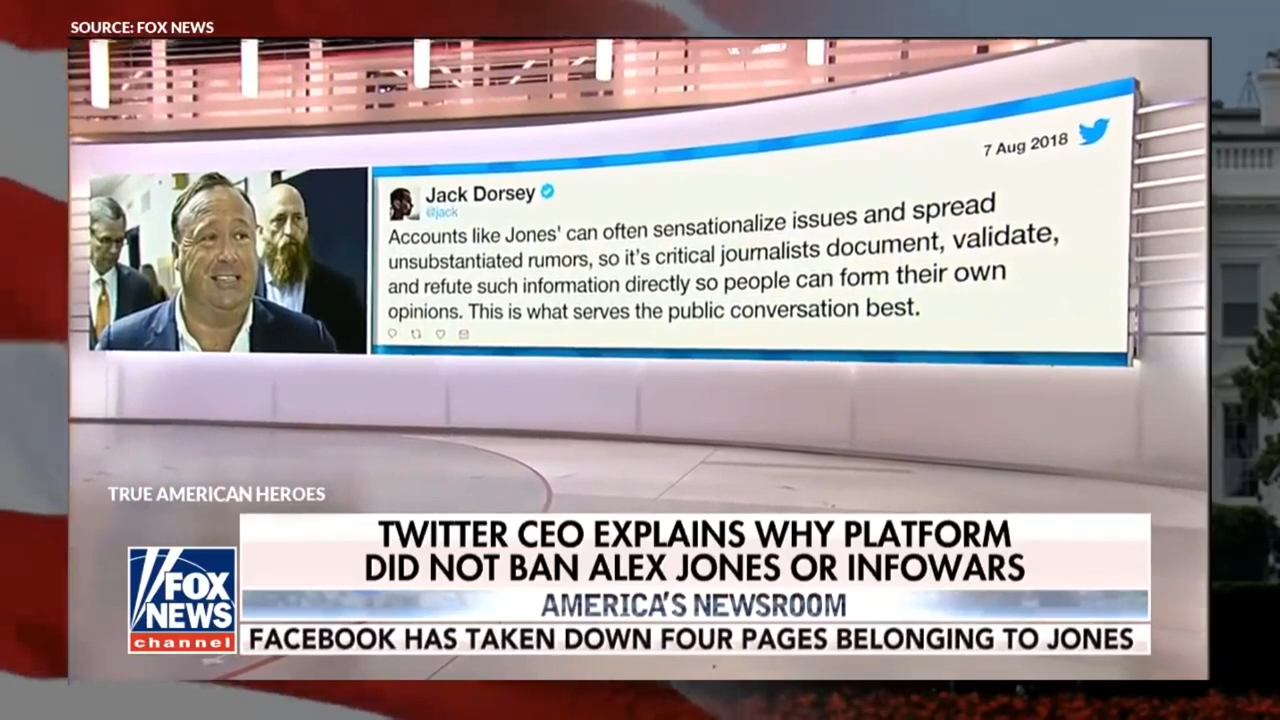 SOURCE: FOX NEWS
7 Aug 2018
Jack Dorsey
@jack
Accounts like Jones' can often sensationalize issues and spread
unsubstantiated rumors, so it's critical journalists document, validate,
and refute such information directly so people can form their own
opinions. This is what serves the public conversation best.
TRUE AMERICAN HEROES
TWITTER CEO EXPLAINS WHY PLATFORM
DID NOT BAN ALEX JONES OR INFOWARS
AMERICA'S NEWSROOM
FOX
NEWS
channel
FACEBOOK HAS TAKEN DOWN FOUR PAGES BELONGING TO JONES